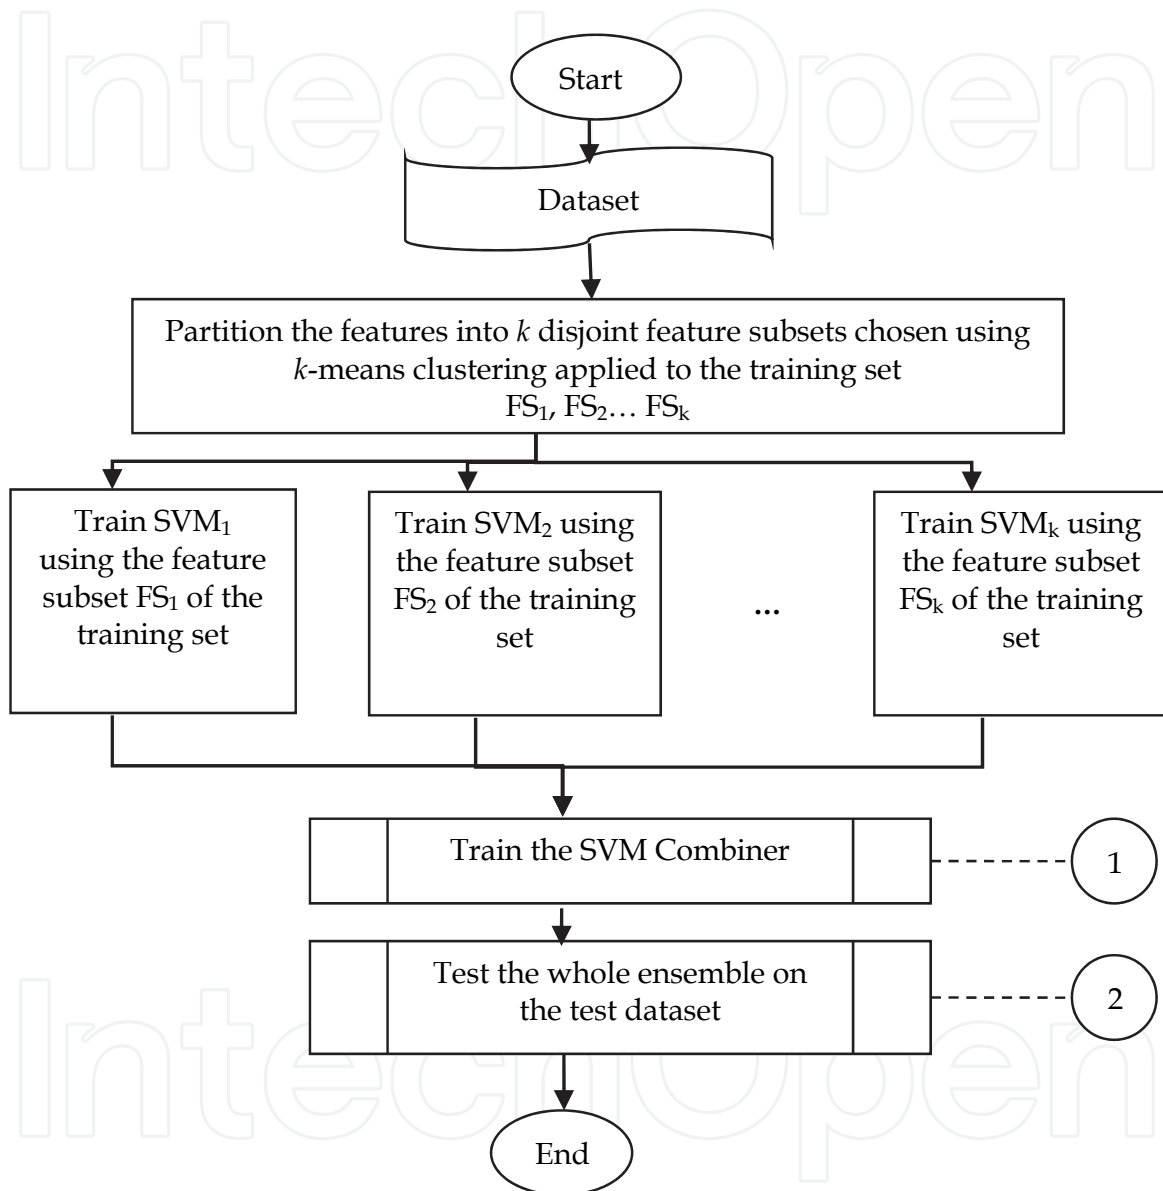 IntechOpen
Start
Dataset
Partition the features into k disjoint feature subsets chosen using
k-means clustering applied to the training set
FS₁, FS₂… FSₖ
Train SVM₁
using the feature
subset FS₁ of the
training set
Train SVM₂ using
the feature subset
FS₂ of the training
set
...
Train SVMₖ using
the feature subset
FSₖ of the training
set
Train the SVM Combiner
1
Test the whole ensemble on
the test dataset
2
IntechOpen
End